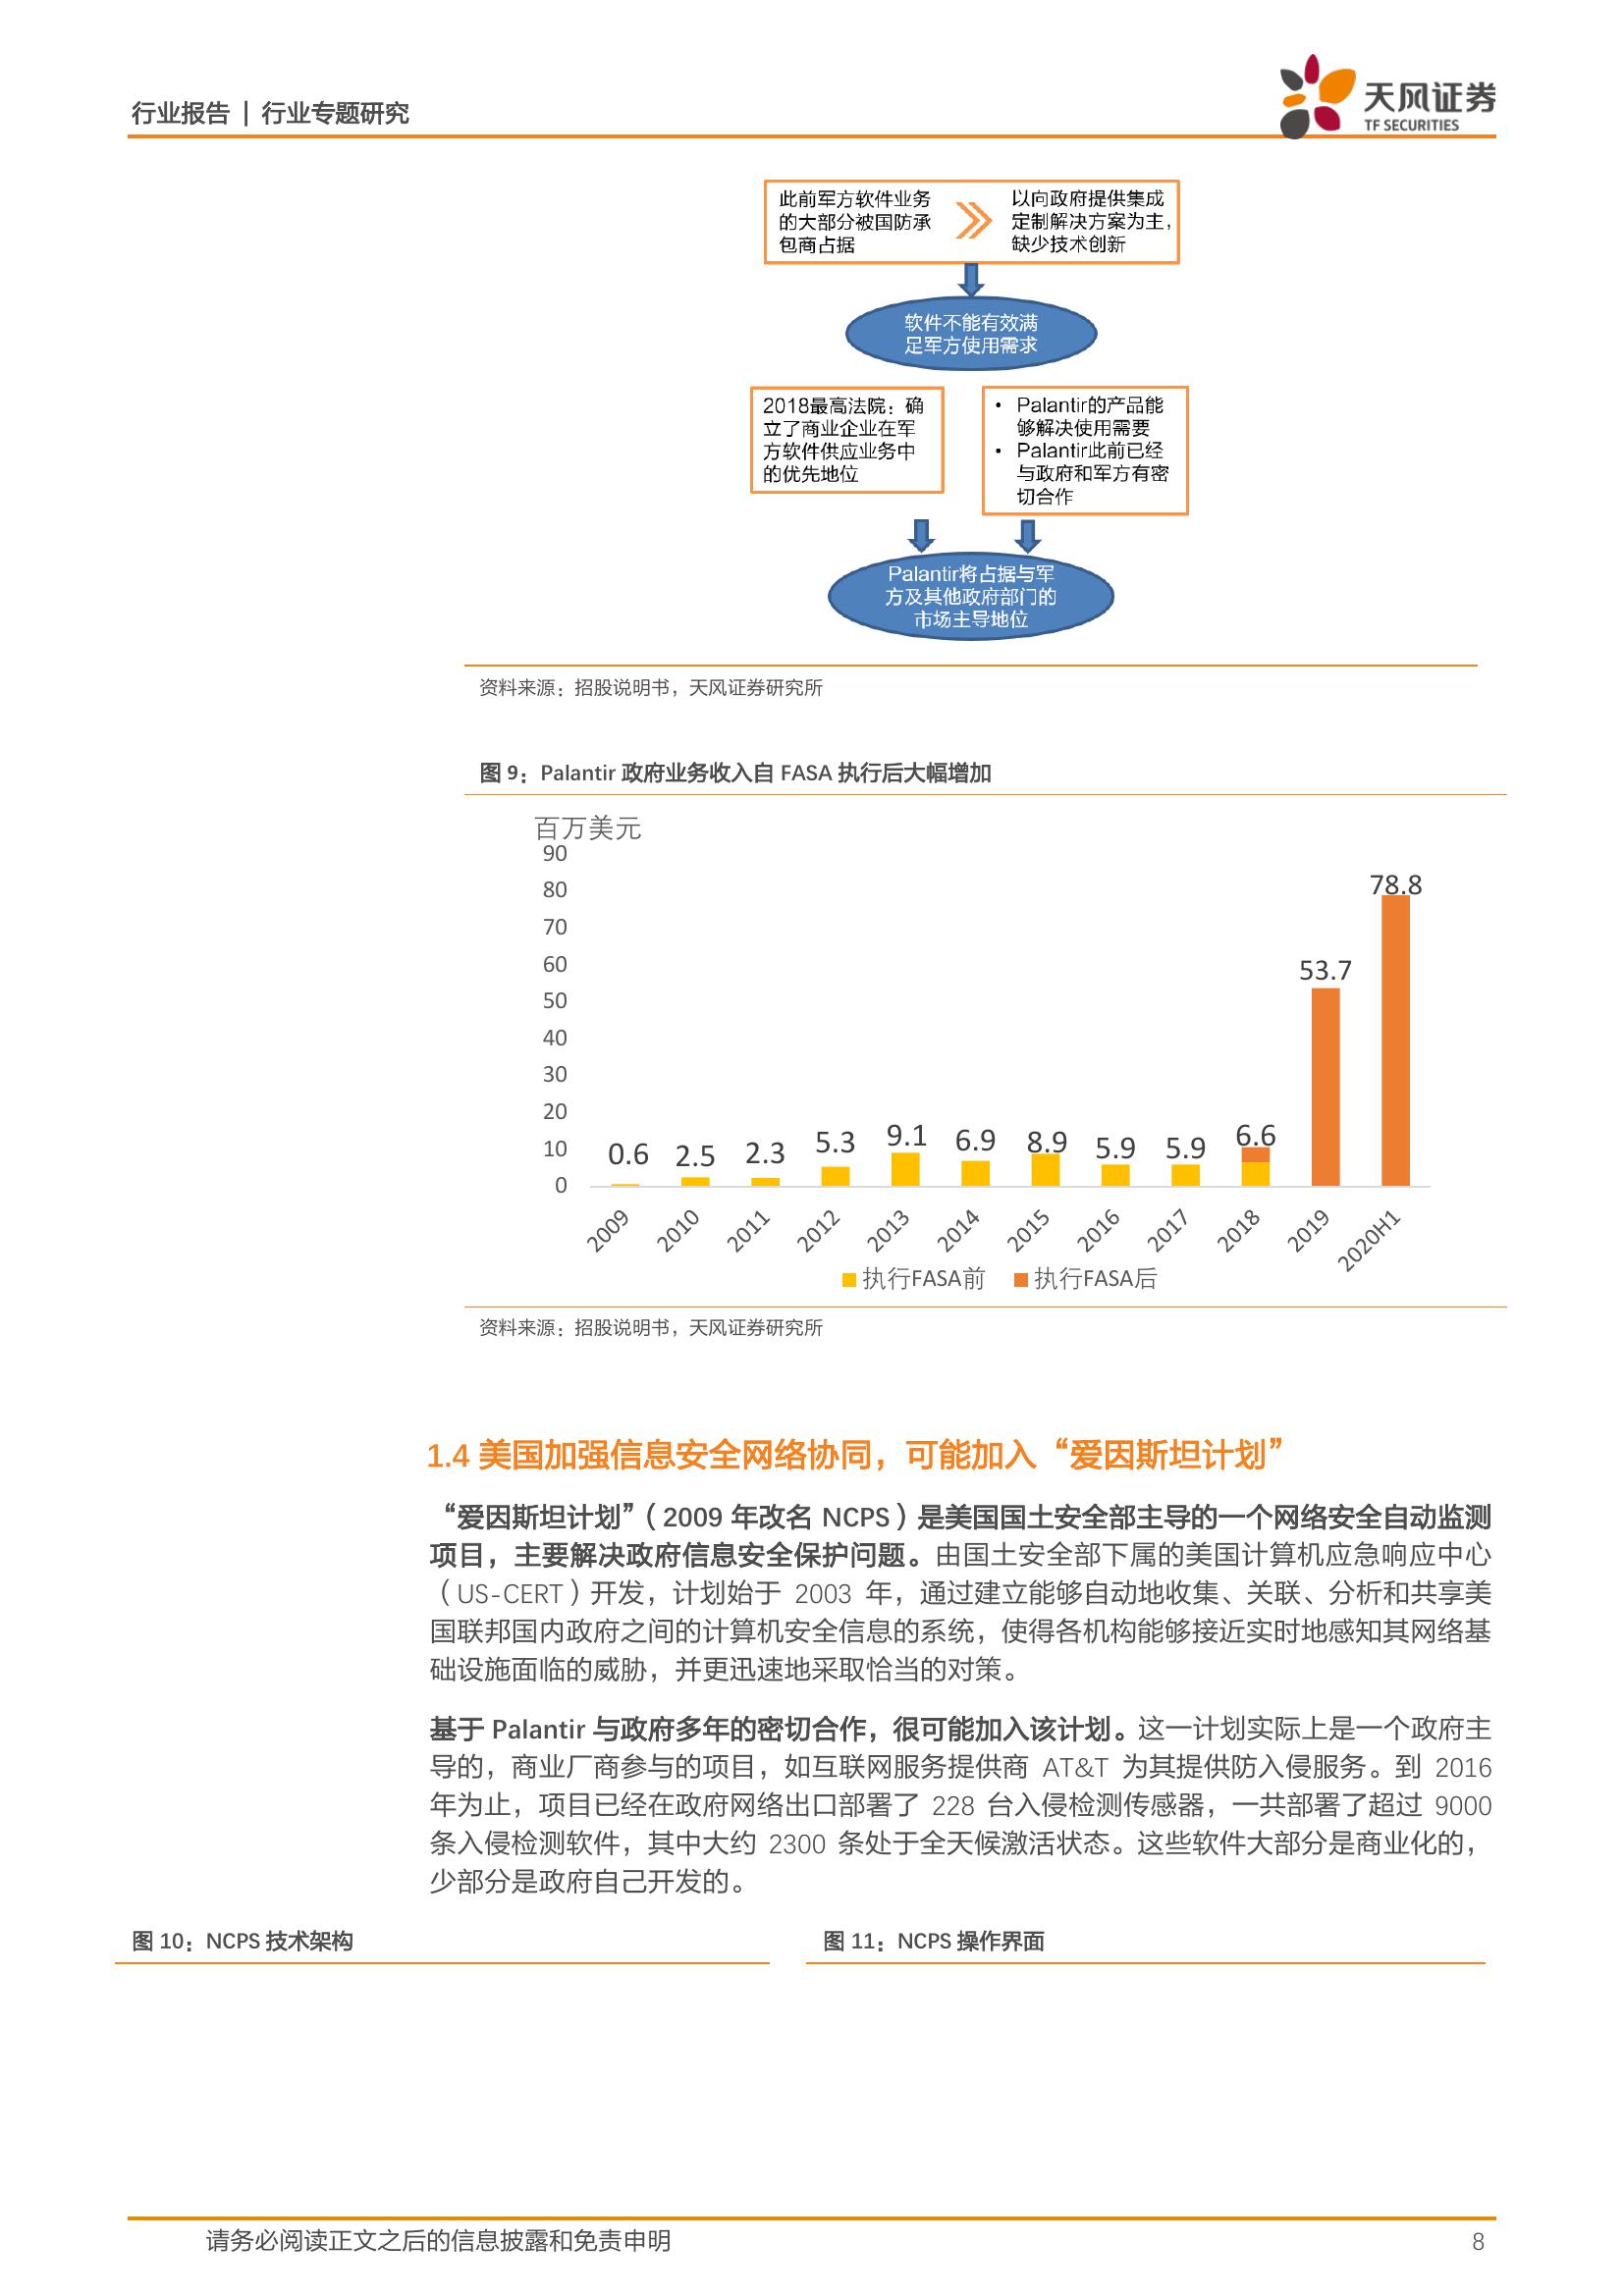 行业报告 | 行业专题研究
天风证券
TF SECURITIES
此前军方软件业务
的大部分被国防承
包商占据
以向政府提供集成
定制解决方案为主，
缺少技术创新
软件不能有效满
足军方使用需求
2018最高法院：确
立了商业企业在军
方软件供应业务中
的优先地位
• Palantir的产品能
够解决使用需要
• Palantir此前已经
与政府和军方有密
切合作
Palantir将占据与军
方及其他政府部门的
市场主导地位
资料来源：招股说明书，天风证券研究所
图 9：Palantir 政府业务收入自 FASA 执行后大幅增加
百万美元
90
80
70
60
50
40
30
20
10
0
0.6 2.5 2.3 5.3 9.1 6.9 8.9 5.9 5.9 6.6 53.7 78.8
2009 2010 2011 2012 2013 2014 2015 2016 2017 2018 2019 2020H1
执行FASA前 执行FASA后
资料来源：招股说明书，天风证券研究所
1.4 美国加强信息安全网络协同，可能加入“爱因斯坦计划”
“爱因斯坦计划”（2009 年改名 NCPS）是美国国土安全部主导的一个网络安全自动监测
项目，主要解决政府信息安全保护问题。由国土安全部下属的美国计算机应急响应中心
（US-CERT）开发，计划始于 2003 年，通过建立能够自动地收集、关联、分析和共享美
国联邦国内政府之间的计算机安全信息的系统，使得各机构能够接近实时地感知其网络基
础设施面临的威胁，并更迅速地采取恰当的对策。
基于 Palantir 与政府多年的密切合作，很可能加入该计划。这一计划实际上是一个政府主
导的，商业厂商参与的项目，如互联网服务提供商 AT&T 为其提供防入侵服务。到 2016
年为止，项目已经在政府网络出口部署了 228 台入侵检测传感器，一共部署了超过 9000
条入侵检测软件，其中大约 2300 条处于全天候激活状态。这些软件大部分是商业化的，
少部分是政府自己开发的。
图 10：NCPS 技术架构
图 11：NCPS 操作界面
请务必阅读正文之后的信息披露和免责申明
8